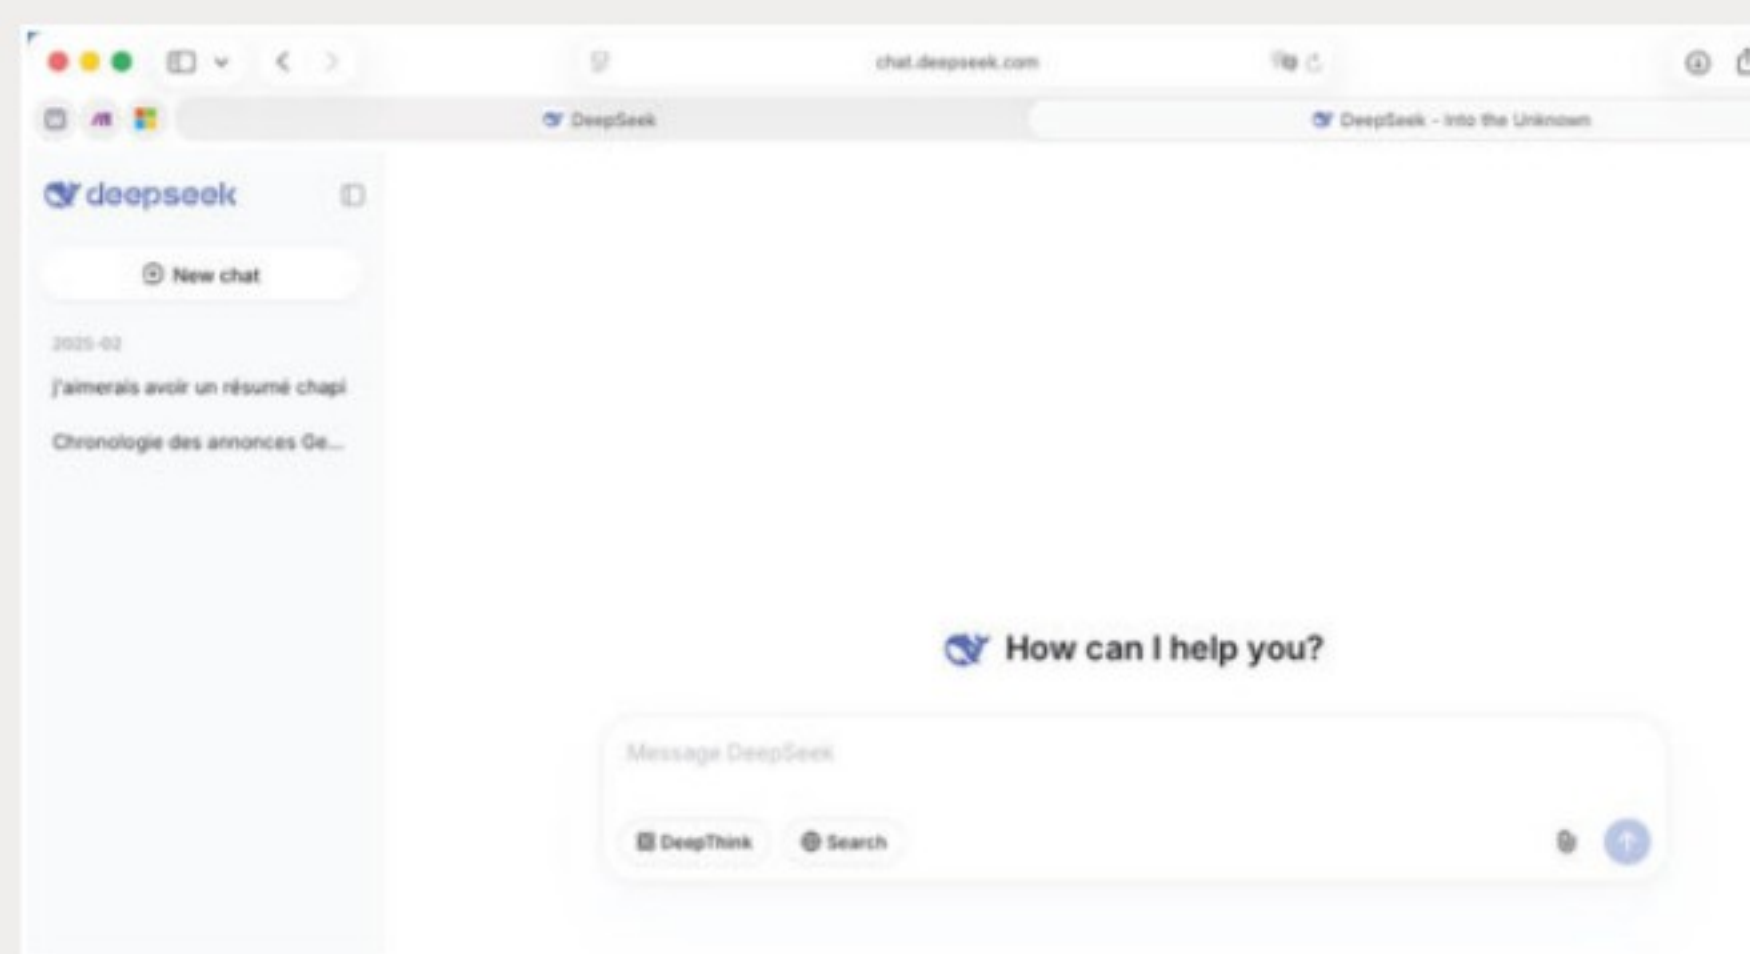 chat.deepseek.com
DeepSeek
DeepSeek - Into the Unknown
deepseek
New chat
2025-02
j'aimerais avoir un résumé chapi
Chronologie des annonces Ge...
How can I help you?
Message DeepSeek
DeepThink
Search